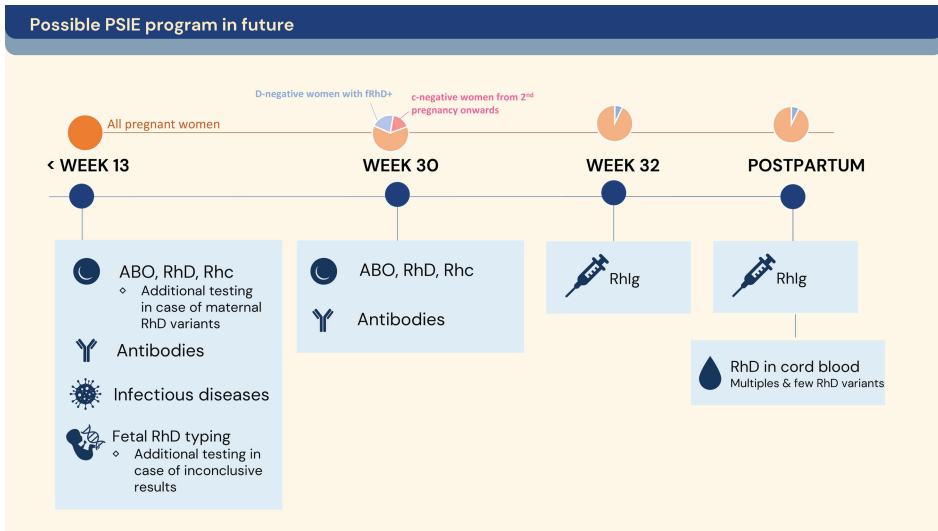 Possible PSIE program in future
D-negative women with fRhD+
c-negative women from 2nd
pregnancy onwards
All pregnant women
< WEEK 13
WEEK 30
WEEK 32
POSTPARTUM
ABO, RhD, Rhc
⋄ Additional testing
in case of maternal
RhD variants
Antibodies
Infectious diseases
Fetal RhD typing
⋄ Additional testing in
case of inconclusive
results
ABO, RhD, Rhc
Antibodies
RhIg
RhIg
RhD in cord blood
Multiples & few RhD variants